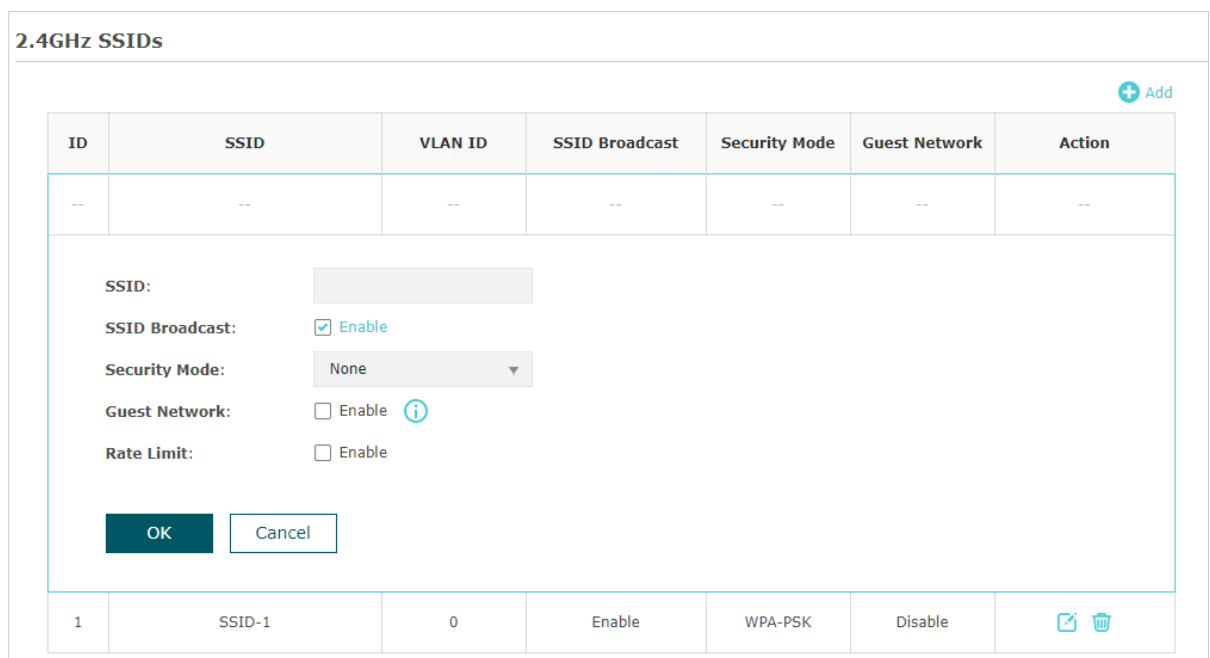 2.4GHz SSIDs
Add
ID SSID VLAN ID SSID Broadcast Security Mode Guest Network Action
-- -- -- -- -- -- --
SSID:
SSID Broadcast: Enable
Security Mode: None
Guest Network: Enable
Rate Limit: Enable
OK Cancel
1 SSID-1 0 Enable WPA-PSK Disable